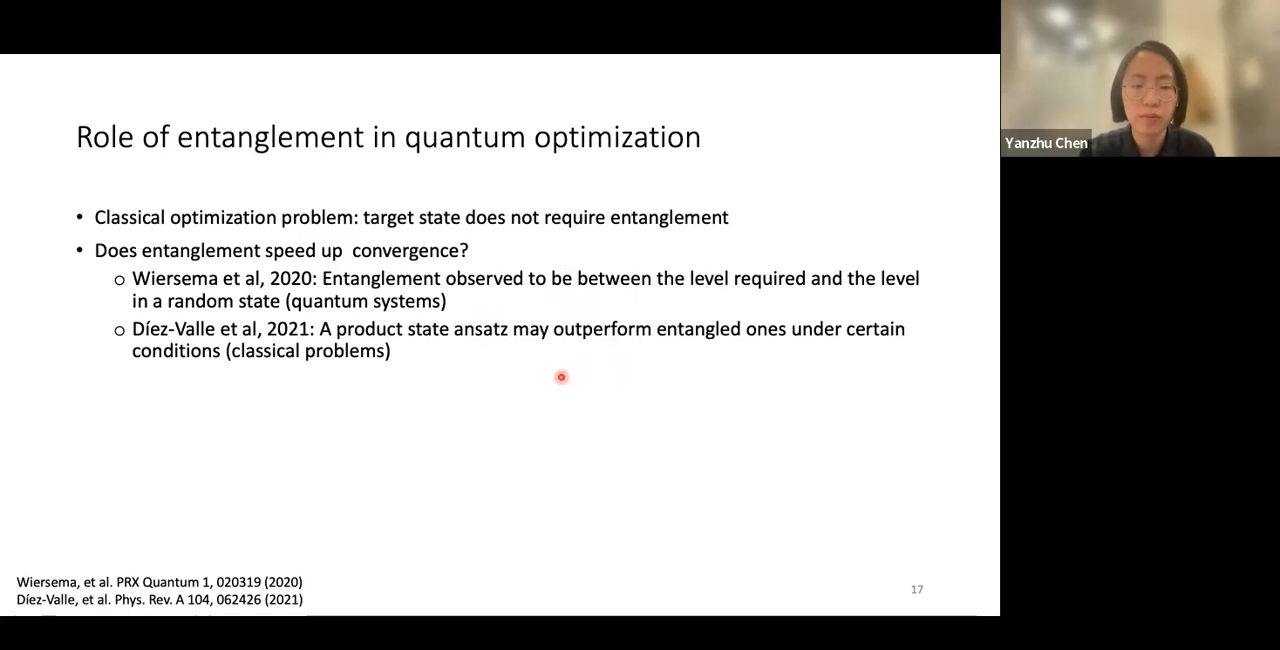 Role of entanglement in quantum optimization
• Classical optimization problem: target state does not require entanglement
• Does entanglement speed up  convergence?
o Wiersema et al, 2020: Entanglement observed to be between the level required and the level
in a random state (quantum systems)
o Díez-Valle et al, 2021: A product state ansatz may outperform entangled ones under certain
conditions (classical problems)
Wiersema, et al. PRX Quantum 1, 020319 (2020)
Díez-Valle, et al. Phys. Rev. A 104, 062426 (2021)
17
Yanzhu Chen